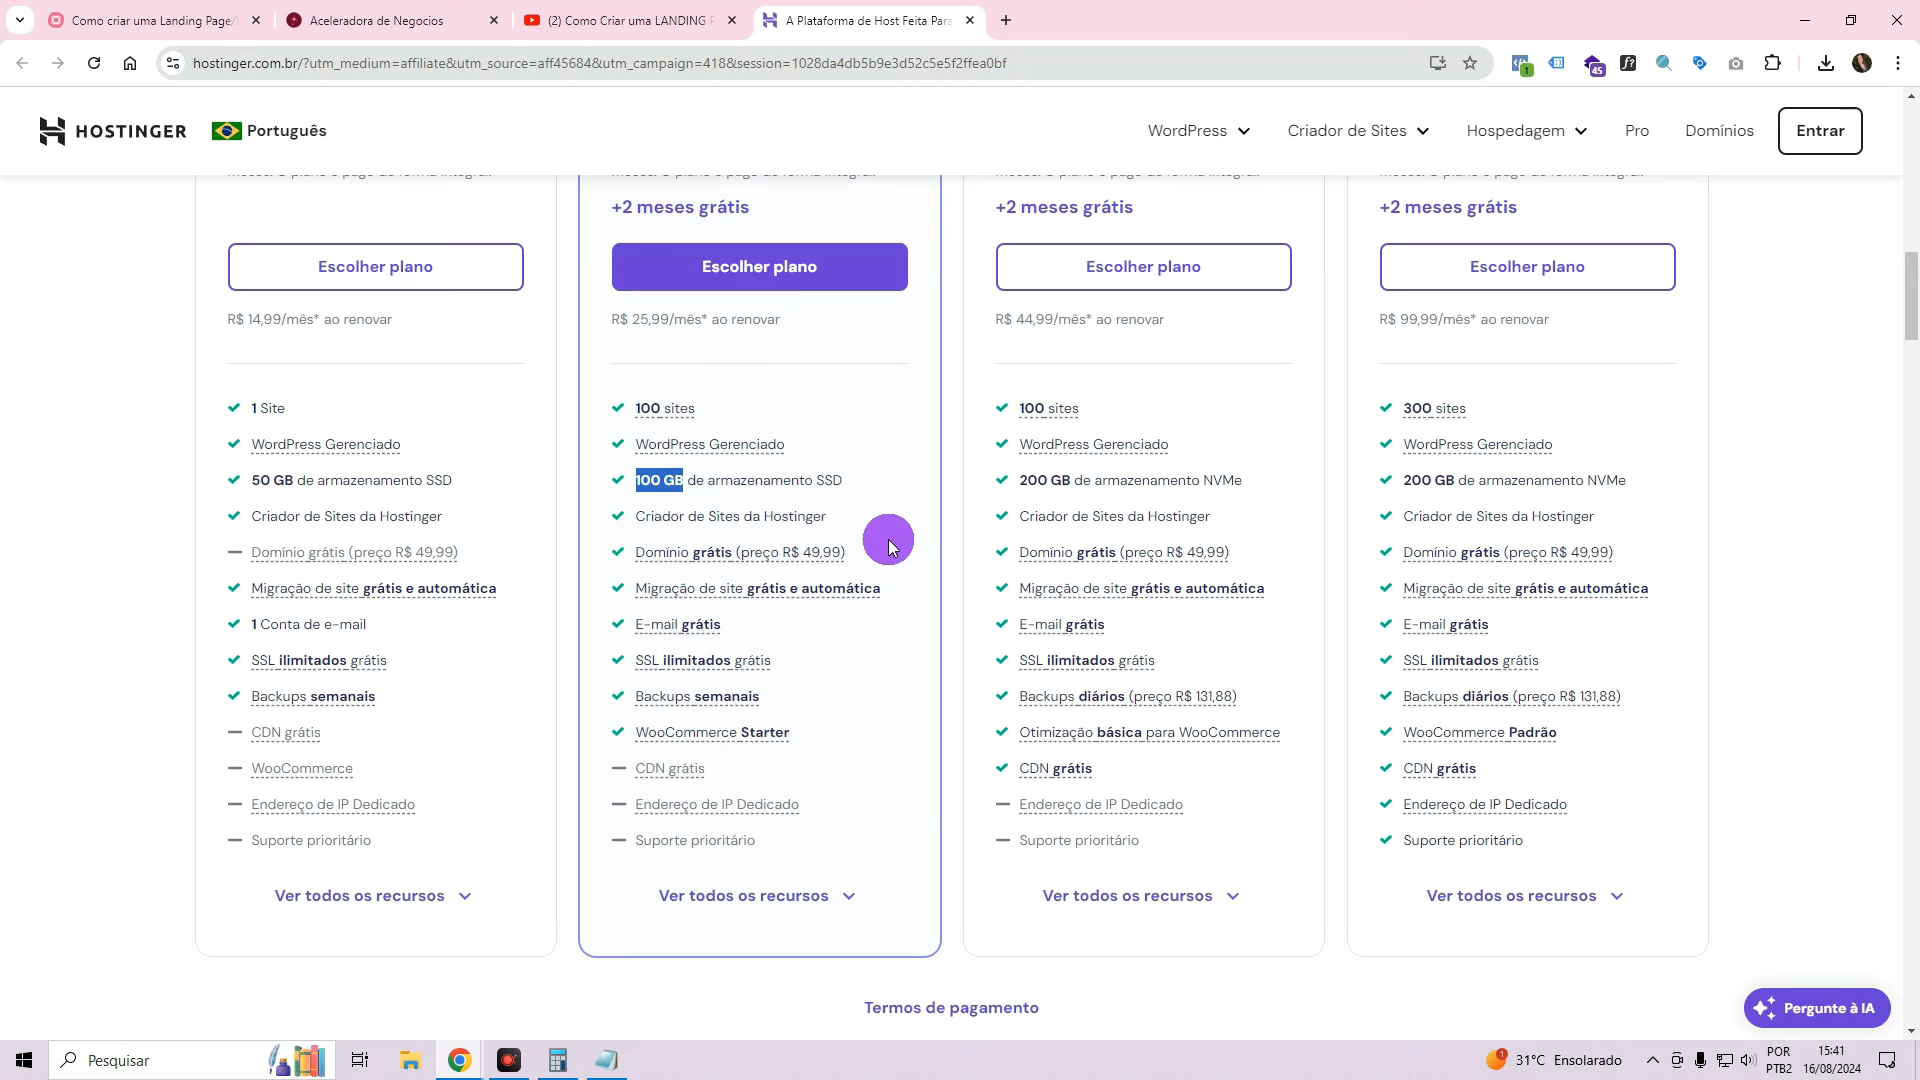 Como criar uma Landing Page/
Aceleradora de Negocios
(2) Como Criar uma LANDING P
A Plataforma de Host Feita Para
hostinger.com.br/?utm_medium=affiliate&utm_source=aff45684&utm_campaign=418&session=1028da4db5b9e3d52c5e5f2ffea0bf
1
45
f?
HOSTINGER
Português
WordPress
Criador de Sites
Hospedagem
Pro
Domínios
Entrar
+2 meses grátis
Escolher plano
R$ 14,99/mês* ao renovar
1 Site
WordPress Gerenciado
50 GB de armazenamento SSD
Criador de Sites da Hostinger
Domínio grátis (preço R$ 49,99)
Migração de site grátis e automática
1 Conta de e-mail
SSL ilimitados grátis
Backups semanais
CDN grátis
WooCommerce
Endereço de IP Dedicado
Suporte prioritário
Ver todos os recursos
Escolher plano
R$ 25,99/mês* ao renovar
100 sites
WordPress Gerenciado
100 GB de armazenamento SSD
Criador de Sites da Hostinger
Domínio grátis (preço R$ 49,99)
Migração de site grátis e automática
E-mail grátis
SSL ilimitados grátis
Backups semanais
WooCommerce Starter
CDN grátis
Endereço de IP Dedicado
Suporte prioritário
Ver todos os recursos
+2 meses grátis
Escolher plano
R$ 44,99/mês* ao renovar
100 sites
WordPress Gerenciado
200 GB de armazenamento NVMe
Criador de Sites da Hostinger
Domínio grátis (preço R$ 49,99)
Migração de site grátis e automática
E-mail grátis
SSL ilimitados grátis
Backups diários (preço R$ 131,88)
Otimização básica para WooCommerce
CDN grátis
Endereço de IP Dedicado
Suporte prioritário
Ver todos os recursos
+2 meses grátis
Escolher plano
R$ 99,99/mês* ao renovar
300 sites
WordPress Gerenciado
200 GB de armazenamento NVMe
Criador de Sites da Hostinger
Domínio grátis (preço R$ 49,99)
Migração de site grátis e automática
E-mail grátis
SSL ilimitados grátis
Backups diários (preço R$ 131,88)
WooCommerce Padrão
CDN grátis
Endereço de IP Dedicado
Suporte prioritário
Ver todos os recursos
Termos de pagamento
Pergunte à IA
Pesquisar
1
31°C Ensolarado
POR
PTB2
15:41
16/08/2024